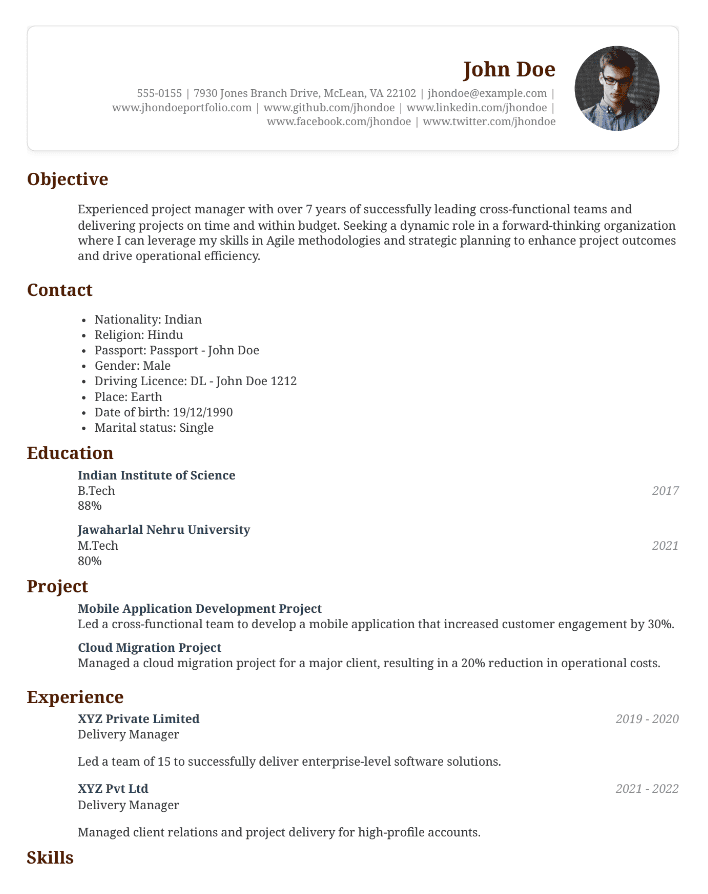 John Doe
555-0155 | 7930 Jones Branch Drive, McLean, VA 22102 | jhondoe@example.com |
www.jhondoeportfolio.com | www.github.com/jhondoe | www.linkedin.com/jhondoe |
www.facebook.com/jhondoe | www.twitter.com/jhondoe
Objective
Experienced project manager with over 7 years of successfully leading cross-functional teams and
delivering projects on time and within budget. Seeking a dynamic role in a forward-thinking organization
where I can leverage my skills in Agile methodologies and strategic planning to enhance project outcomes
and drive operational efficiency.
Contact
• Nationality: Indian
• Religion: Hindu
• Passport: Passport - John Doe
• Gender: Male
• Driving Licence: DL - John Doe 1212
• Place: Earth
• Date of birth: 19/12/1990
• Marital status: Single
Education
Indian Institute of Science
B.Tech 2017
88%
Jawaharlal Nehru University
M.Tech 2021
80%
Project
Mobile Application Development Project
Led a cross-functional team to develop a mobile application that increased customer engagement by 30%.
Cloud Migration Project
Managed a cloud migration project for a major client, resulting in a 20% reduction in operational costs.
Experience
XYZ Private Limited 2019 - 2020
Delivery Manager
Led a team of 15 to successfully deliver enterprise-level software solutions.
XYZ Pvt Ltd 2021 - 2022
Delivery Manager
Managed client relations and project delivery for high-profile accounts.
Skills